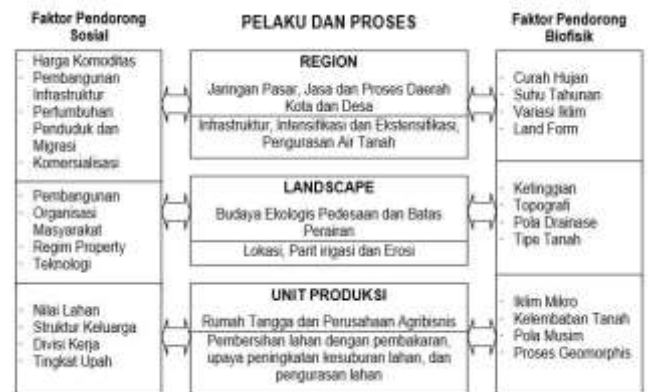 Faktor Pendorong
Sosial
PELAKU DAN PROSES
Faktor Pendorong
Biofisik
- Harga Komoditas
- Pembangunan
Infrastruktur
- Pertumbuhan
Penduduk dan
Migrasi
- Komersialisasi
REGION
Jaringan Pasar, Jasa dan Proses Daerah
Kota dan Desa
Infrastruktur, Intensifikasi dan Ekstensifikasi,
Pengurasan Air Tanah
- Curah Hujan
- Suhu Tahunan
- Variasi Iklim
- Land Form
- Pembangunan
- Organisasi
Masyarakat
- Regim Property
- Teknologi
LANDSCAPE
Budaya Ekologis Pedesaan dan Batas
Perairan
Lokasi, Parit irigasi dan Erosi
- Ketinggian
- Topografi
- Pola Drainase
- Tipe Tanah
- Nilai Lahan
- Struktur Keluarga
- Divisi Kerja
- Tingkat Upah
UNIT PRODUKSI
Rumah Tangga dan Perusahaan Agribisnis
Pembersihan lahan dengan pembakaran,
upaya peningkatan kesuburan lahan, dan
pengurasan lahan
- Iklim Mikro
- Kelembaban Tanah
- Pola Musim
- Proses Geomorphis